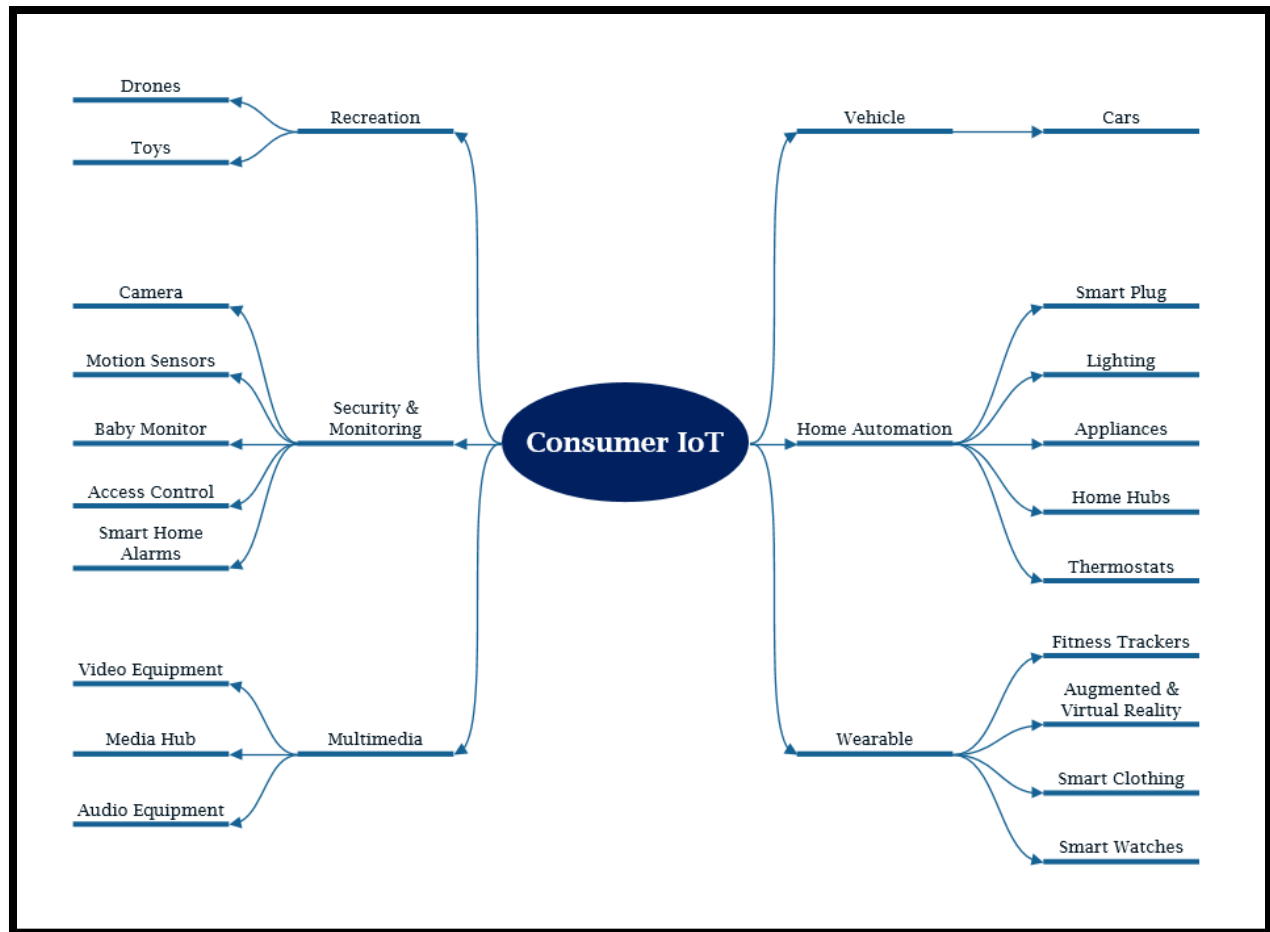 Consumer IoT
Recreation
Drones
Toys
Security &
Monitoring
Camera
Motion Sensors
Baby Monitor
Access Control
Smart Home
Alarms
Multimedia
Video Equipment
Media Hub
Audio Equipment
Vehicle
Cars
Home Automation
Smart Plug
Lighting
Appliances
Home Hubs
Thermostats
Wearable
Fitness Trackers
Augmented &
Virtual Reality
Smart Clothing
Smart Watches